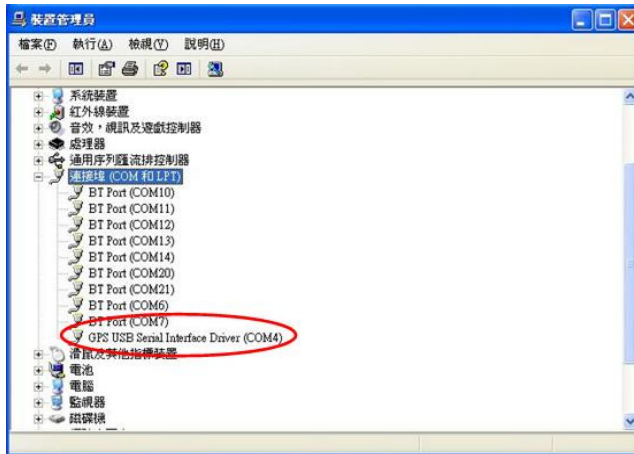 裝置管理員
檔案(F) 執行(A) 檢視(V) 說明(H)
系統裝置
紅外線裝置
音效，視訊及遊戲控制器
處理器
通用序列匯流排控制器
連接埠 (COM 和 LPT)
BT Port (COM10)
BT Port (COM11)
BT Port (COM12)
BT Port (COM13)
BT Port (COM14)
BT Port (COM20)
BT Port (COM21)
BT Port (COM6)
BT Port (COM7)
GPS USB Serial Interface Driver (COM4)
滑鼠及其他指標裝置
電池
電腦
監視器
磁碟機